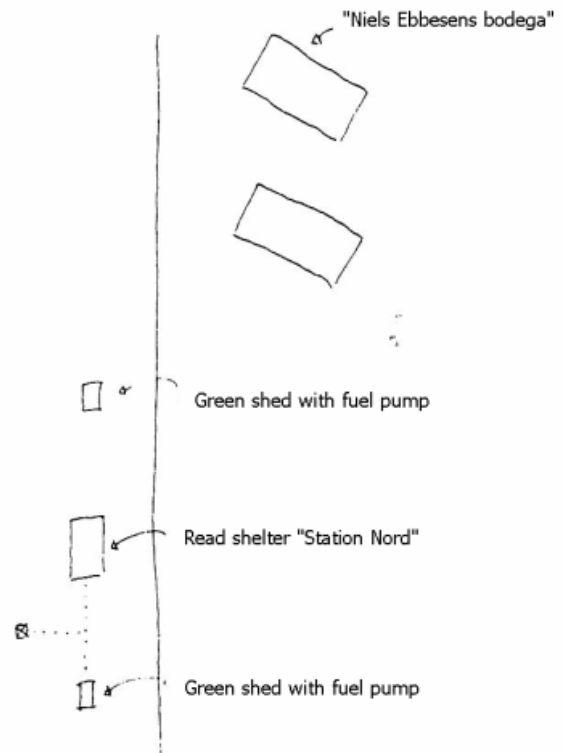 "Niels Ebbesens bodega"
Green shed with fuel pump
Read shelter "Station Nord"
Green shed with fuel pump